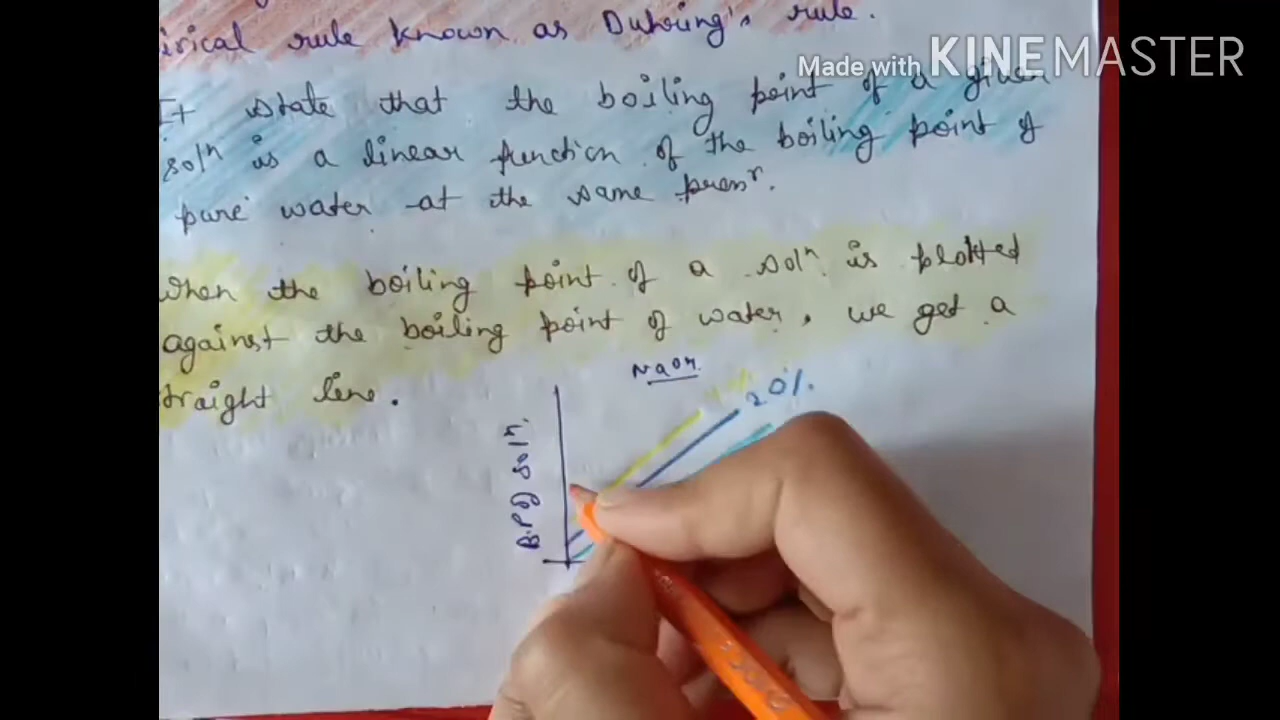 irical rule known as Duhring's rule.
Made with KINEMASTER
It state that the boiling point of a given
solⁿ is a linear function of the boiling point of
pure water at the same pressʳ.
When the boiling point of a solⁿ is plotted
against the boiling point of water, we get a
traight line.
NaOH
20%
B.P of Solⁿ.